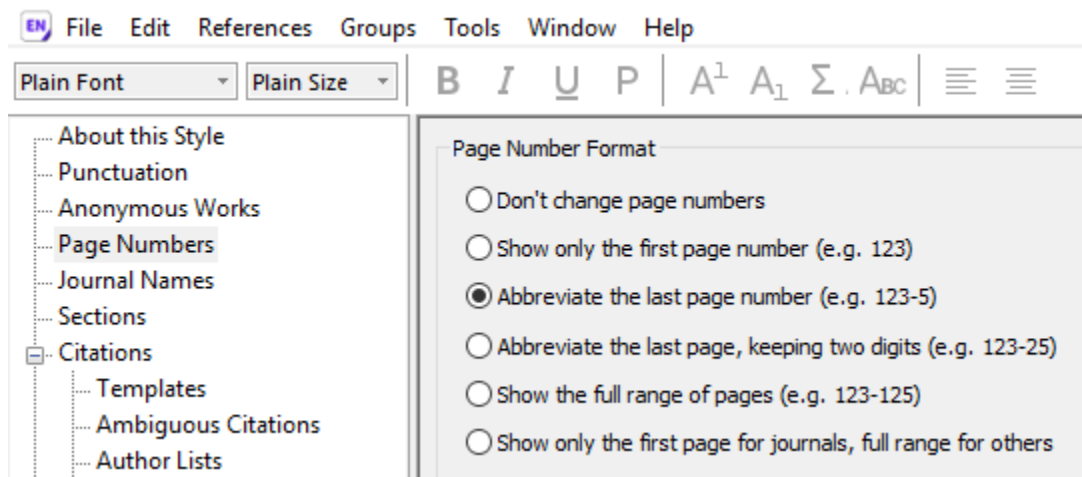 EN File Edit References Groups Tools Window Help
Plain Font Plain Size B I U P A1 A1 Σ ABC
About this Style
Punctuation
Anonymous Works
Page Numbers
Journal Names
Sections
Citations
Templates
Ambiguous Citations
Author Lists
Page Number Format
Don't change page numbers
Show only the first page number (e.g. 123)
Abbreviate the last page number (e.g. 123-5)
Abbreviate the last page, keeping two digits (e.g. 123-25)
Show the full range of pages (e.g. 123-125)
Show only the first page for journals, full range for others